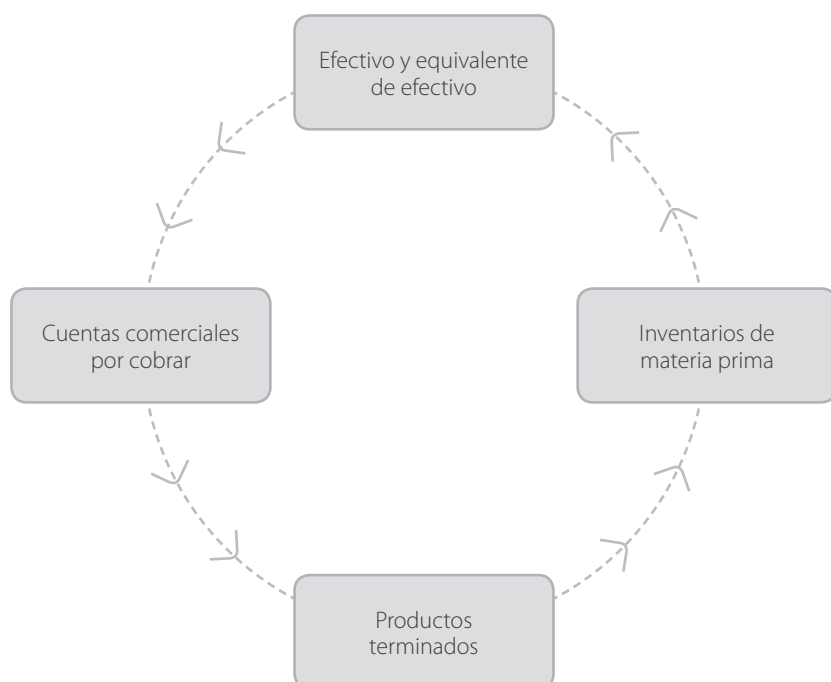 Efectivo y equivalente
de efectivo
Cuentas comerciales
por cobrar
Inventarios de
materia prima
Productos
terminados